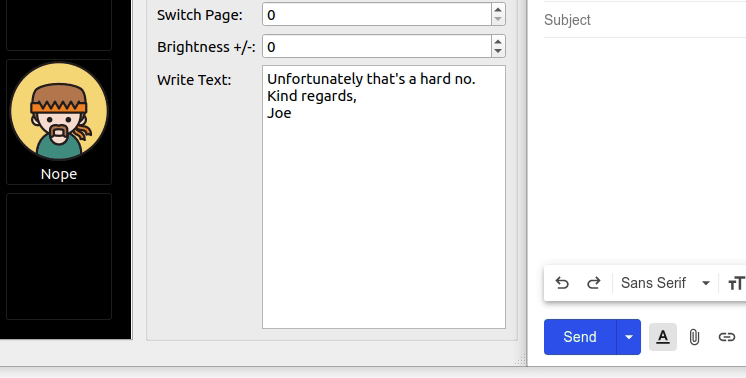 Switch Page: 0
Brightness +/-: 0
Write Text: Unfortunately that's a hard no.
Kind regards,
Joe
Nope
Subject
Sans Serif
Send A